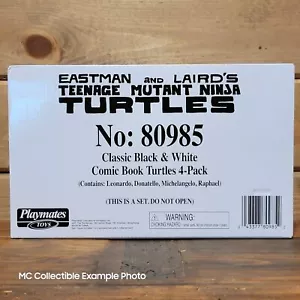 EASTMAN AND LAIRD'S
TEENAGE MUTANT NINJA
TURTLES
No: 80985
Classic Black & White
Comic Book Turtles 4-Pack
(Contains: Leonardo, Donatello, Michelangelo, Raphael)
(THIS IS A SET. DO NOT OPEN)
Playmates
TOYS
WARNING:
MC Collectible Example Photo